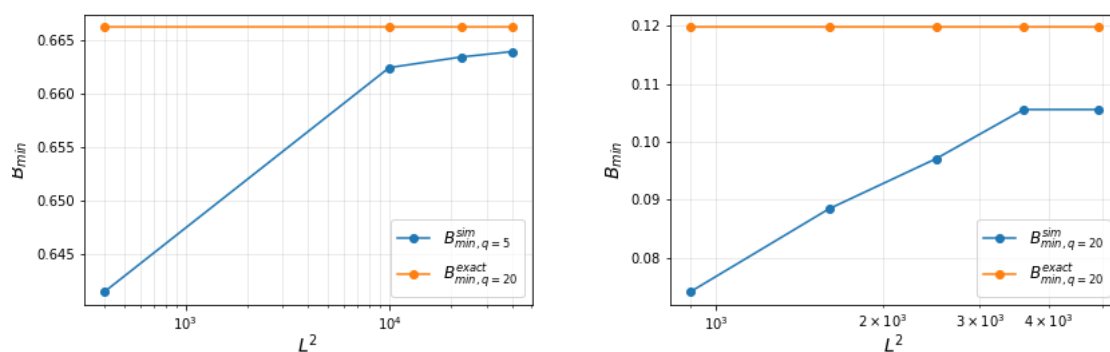 0.665
0.660
0.655
0.650
0.645
B_min
10^3
10^4
L^2
B^sim_min, q = 5
B^exact_min, q = 20
0.12
0.11
0.10
0.09
0.08
B_min
10^3
2 × 10^3
3 × 10^3
4 × 10^3
L^2
B^sim_min, q = 20
B^exact_min, q = 20